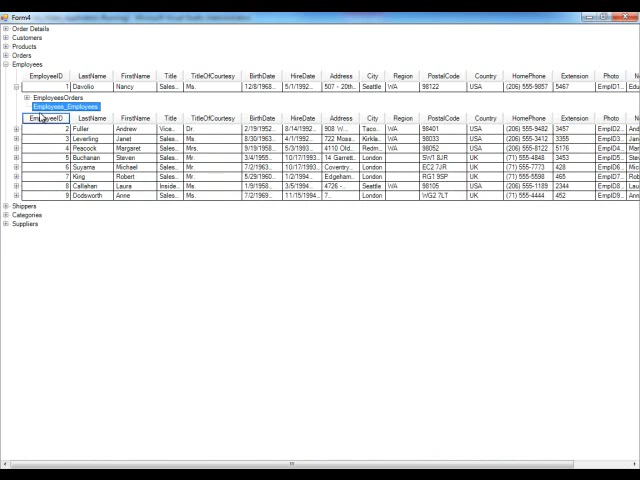 Form4
Order Details
Customers
Products
Orders
Employees
EmployeeID LastName FirstName Title TitleOfCourtesy BirthDate HireDate Address City Region PostalCode Country HomePhone Extension Photo
1 Davolio Nancy Sales... Ms. 12/8/1968 5/1/1992... 507 - 20th... Seattle WA 98122 USA (206) 555-9857 5467 EmpID1... Edu
EmployeesOrders
Employees_Employees
EmployeeID LastName FirstName Title TitleOfCourtesy BirthDate HireDate Address City Region PostalCode Country HomePhone Extension Photo
2 Fuller Andrew Vice... Dr. 2/19/1952... 8/14/1992... 908 W... Taco... WA 98401 USA (206) 555-9482 3457 EmpID2...
3 Leverling Janet Sales... Ms. 8/30/1963... 4/1/1992... 722 Moss... Kirkla... WA 98033 USA (206) 555-3412 3355 EmpID3...
4 Peacock Margaret Sales... Mrs. 9/19/1958... 5/3/1993... 4110 Old... Redm... WA 98052 USA (206) 555-8122 5176 EmpID4...
5 Buchanan Steven Sales... Mr. 3/4/1955... 10/17/1993... 14 Garrett... London SW1 8JR UK (71) 555-4848 3453 EmpID5...
6 Suyama Michael Sales... Mr. 7/2/1963... 10/17/1993... Coventry... London EC2 7JR UK (71) 555-7773 428 EmpID6...
7 King Robert Sales... Mr. 5/29/1960... 1/2/1994... Edgeham... London RG1 9SP UK (71) 555-5598 465 EmpID7...
8 Callahan Laura Inside... Ms. 1/9/1958... 3/5/1994... 4726 -... Seattle WA 98105 USA (206) 555-1189 2344 EmpID8...
9 Dodsworth Anne Sales... Ms. 7/2/1969... 11/15/1994... 7... London WG2 7LT UK (71) 555-4444 452 EmpID9...
Shippers
Categories
Suppliers